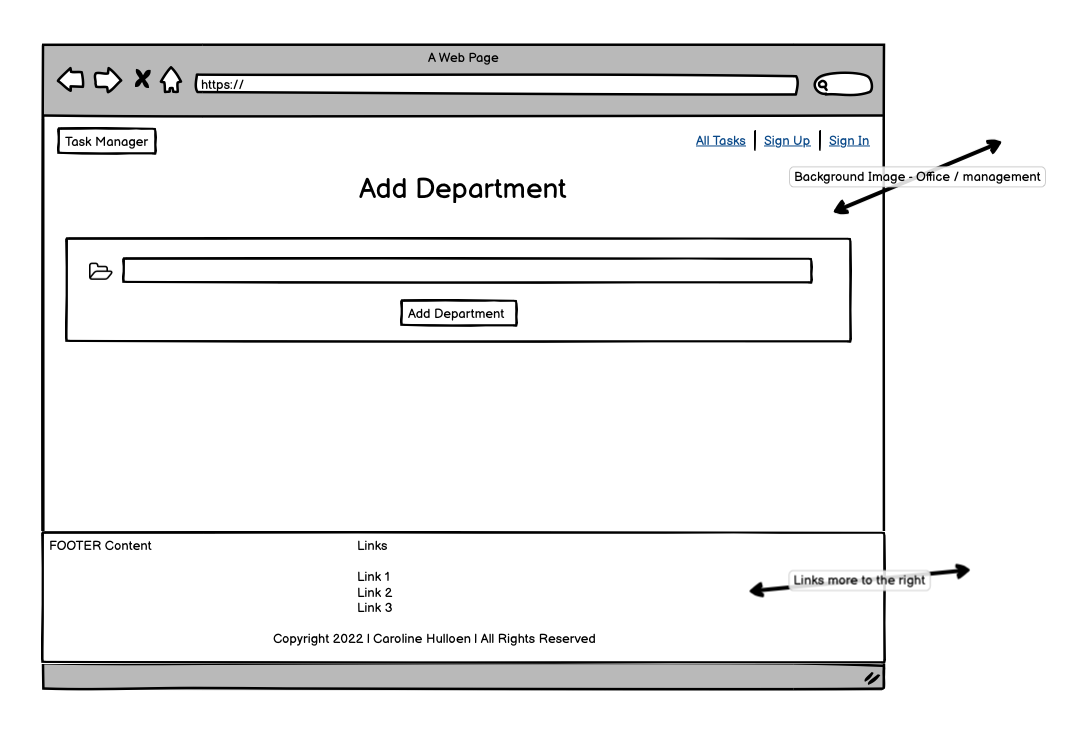 A Web Page
https://
Task Manager
All Tasks | Sign Up | Sign In
Background Image - Office / management
Add Department
Add Department
FOOTER Content
Links
Link 1
Links more to the right
Link 2
Link 3
Copyright 2022 | Caroline Hulloen | All Rights Reserved